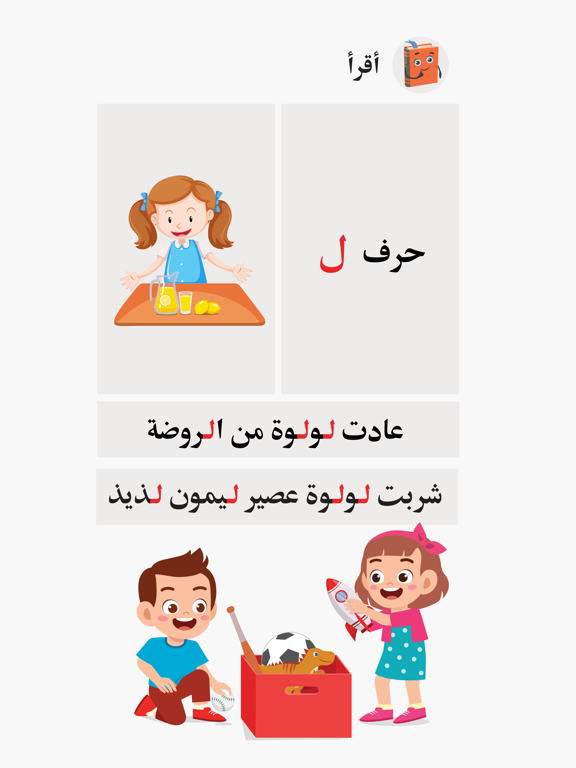 أقرأ
حرف ل
عادت لولوة من الروضة
شربت لولوة عصير ليمون لذيذ